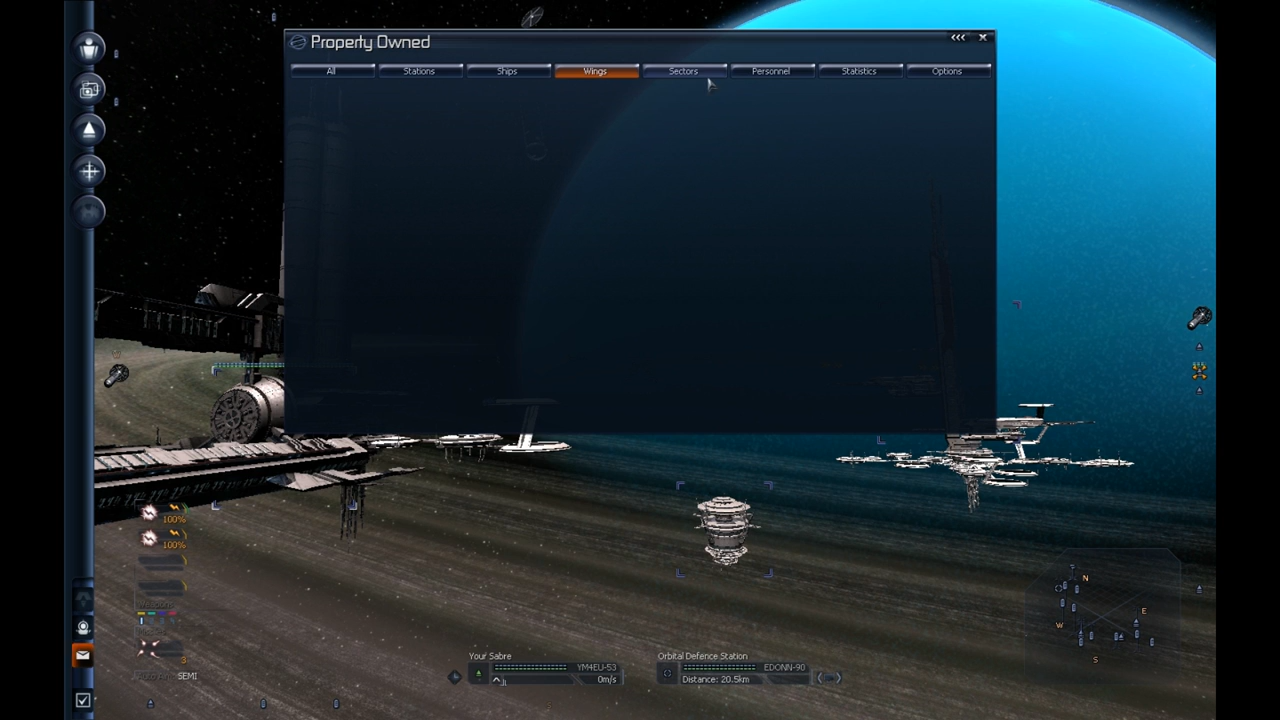 Property Owned
All Stations Ships Wings Sectors Personnel Statistics Options
100%
100%
3
SEMI
Your Sabre
YM4EU-53
0m/s
Orbital Defence Station
EDONN-90
Distance: 20.5km
N
E
W
S